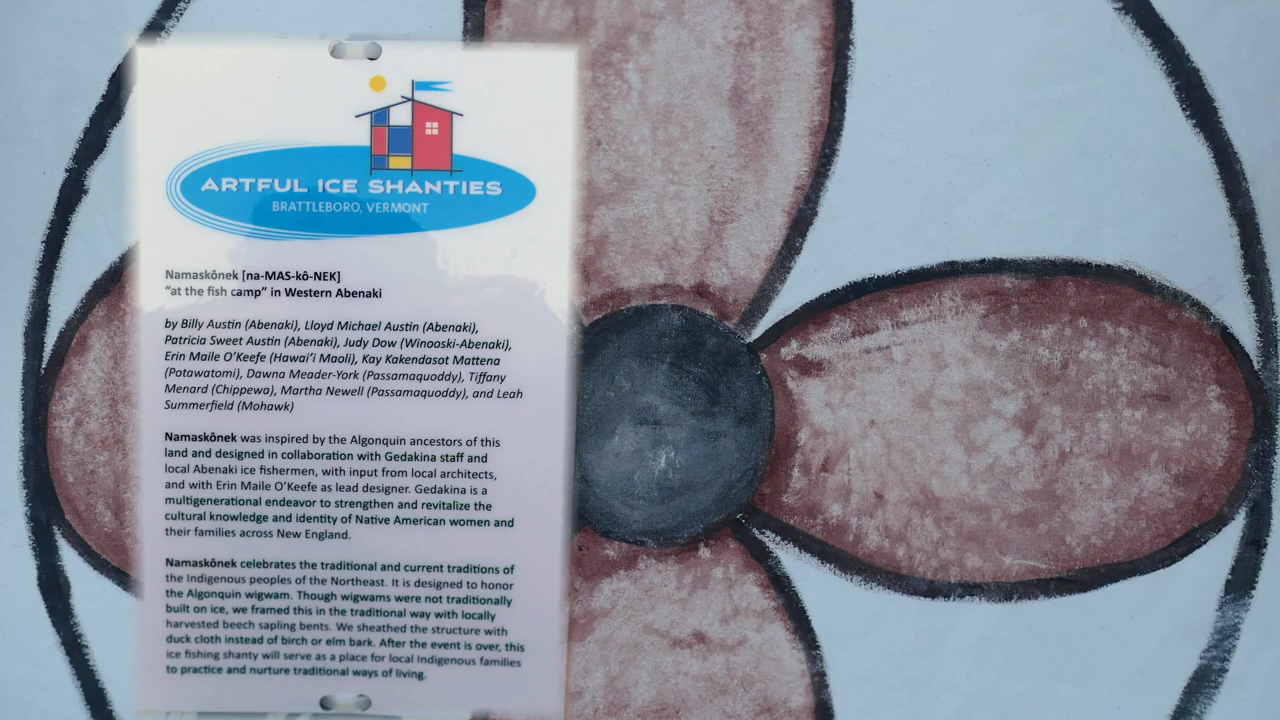 ARTFUL ICE SHANTIES
BRATTLEBORO, VERMONT
Namaskônek [na-MAS-kô-NEK]
“at the fish camp” in Western Abenaki
by Billy Austin (Abenaki), Lloyd Michael Austin (Abenaki),
Patricia Sweet Austin (Abenaki), Judy Dow (Winooski-Abenaki),
Erin Maile O’Keefe (Hawai’i Maoli), Kay Kakendasot Mattena
(Potawatomi), Dawna Meader-York (Passamaquoddy), Tiffany
Menard (Chippewa), Martha Newell (Passamaquoddy), and Leah
Summerfield (Mohawk)
Namaskônek was inspired by the Algonquin ancestors of this
land and designed in collaboration with Gedakina staff and
local Abenaki ice fishermen, with input from local architects,
and with Erin Maile O’Keefe as lead designer. Gedakina is a
multigenerational endeavor to strengthen and revitalize the
cultural knowledge and identity of Native American women and
their families across New England.
Namaskônek celebrates the traditional and current traditions of
the Indigenous peoples of the Northeast. It is designed to honor
the Algonquin wigwam. Though wigwams were not traditionally
built on ice, we framed this in the traditional way with locally
harvested beech sapling bents. We sheathed the structure with
duck cloth instead of birch or elm bark. After the event is over, this
ice fishing shanty will serve as a place for local Indigenous families
to practice and nurture traditional ways of living.